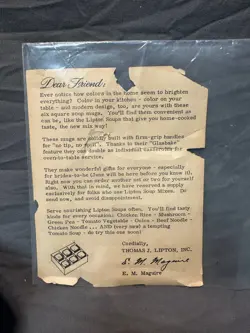 Dear Friend:
Ever notice how colors in the home seem to brighten
everything? Color in your kitchen - color on your
table - and modern design, too, are yours with these
six square soup mugs. You'll find them convenient as
can be, like the Lipton Soups that give you home-cooked
taste, the new mix way!
These mugs are sturdily built with firm-grip handles
for "no tip, no spill". Thanks to their "Glasbake"
feature they can double as individual casseroles for
oven-to-table service.
They make wonderful gifts for everyone - especially
for brides-to-be (how will be here before you know it).
Right now you can order another set or two for yourself
also. With that in mind, we have reserved a supply
exclusively for folks who use Lipton Soup Mixes. Do
send now, and avoid disappointment.
Serve nourishing Lipton Soups often. You'll find tasty
kinds for every occasion: Chicken Rice - Mushroom -
Green Pea - Tomato Vegetable - Onion - Beef Noodle -
Chicken Noodle ... AND (every next) a tempting
Tomato Soup - do try this one soon!
Cordially,
THOMAS J. LIPTON, INC.
E. M. Maguire
E. M. Maguire